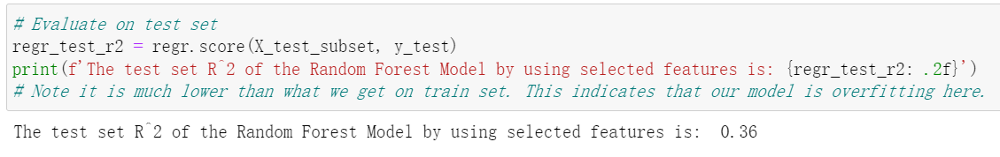 # Evaluate on test set
regr_test_r2 = regr.score(X_test_subset, y_test)
print(f'The test set R^2 of the Random Forest Model by using selected features is: {regr_test_r2: .2f}')
# Note it is much lower than what we get on train set. This indicates that our model is overfitting here.
The test set R^2 of the Random Forest Model by using selected features is:  0.36